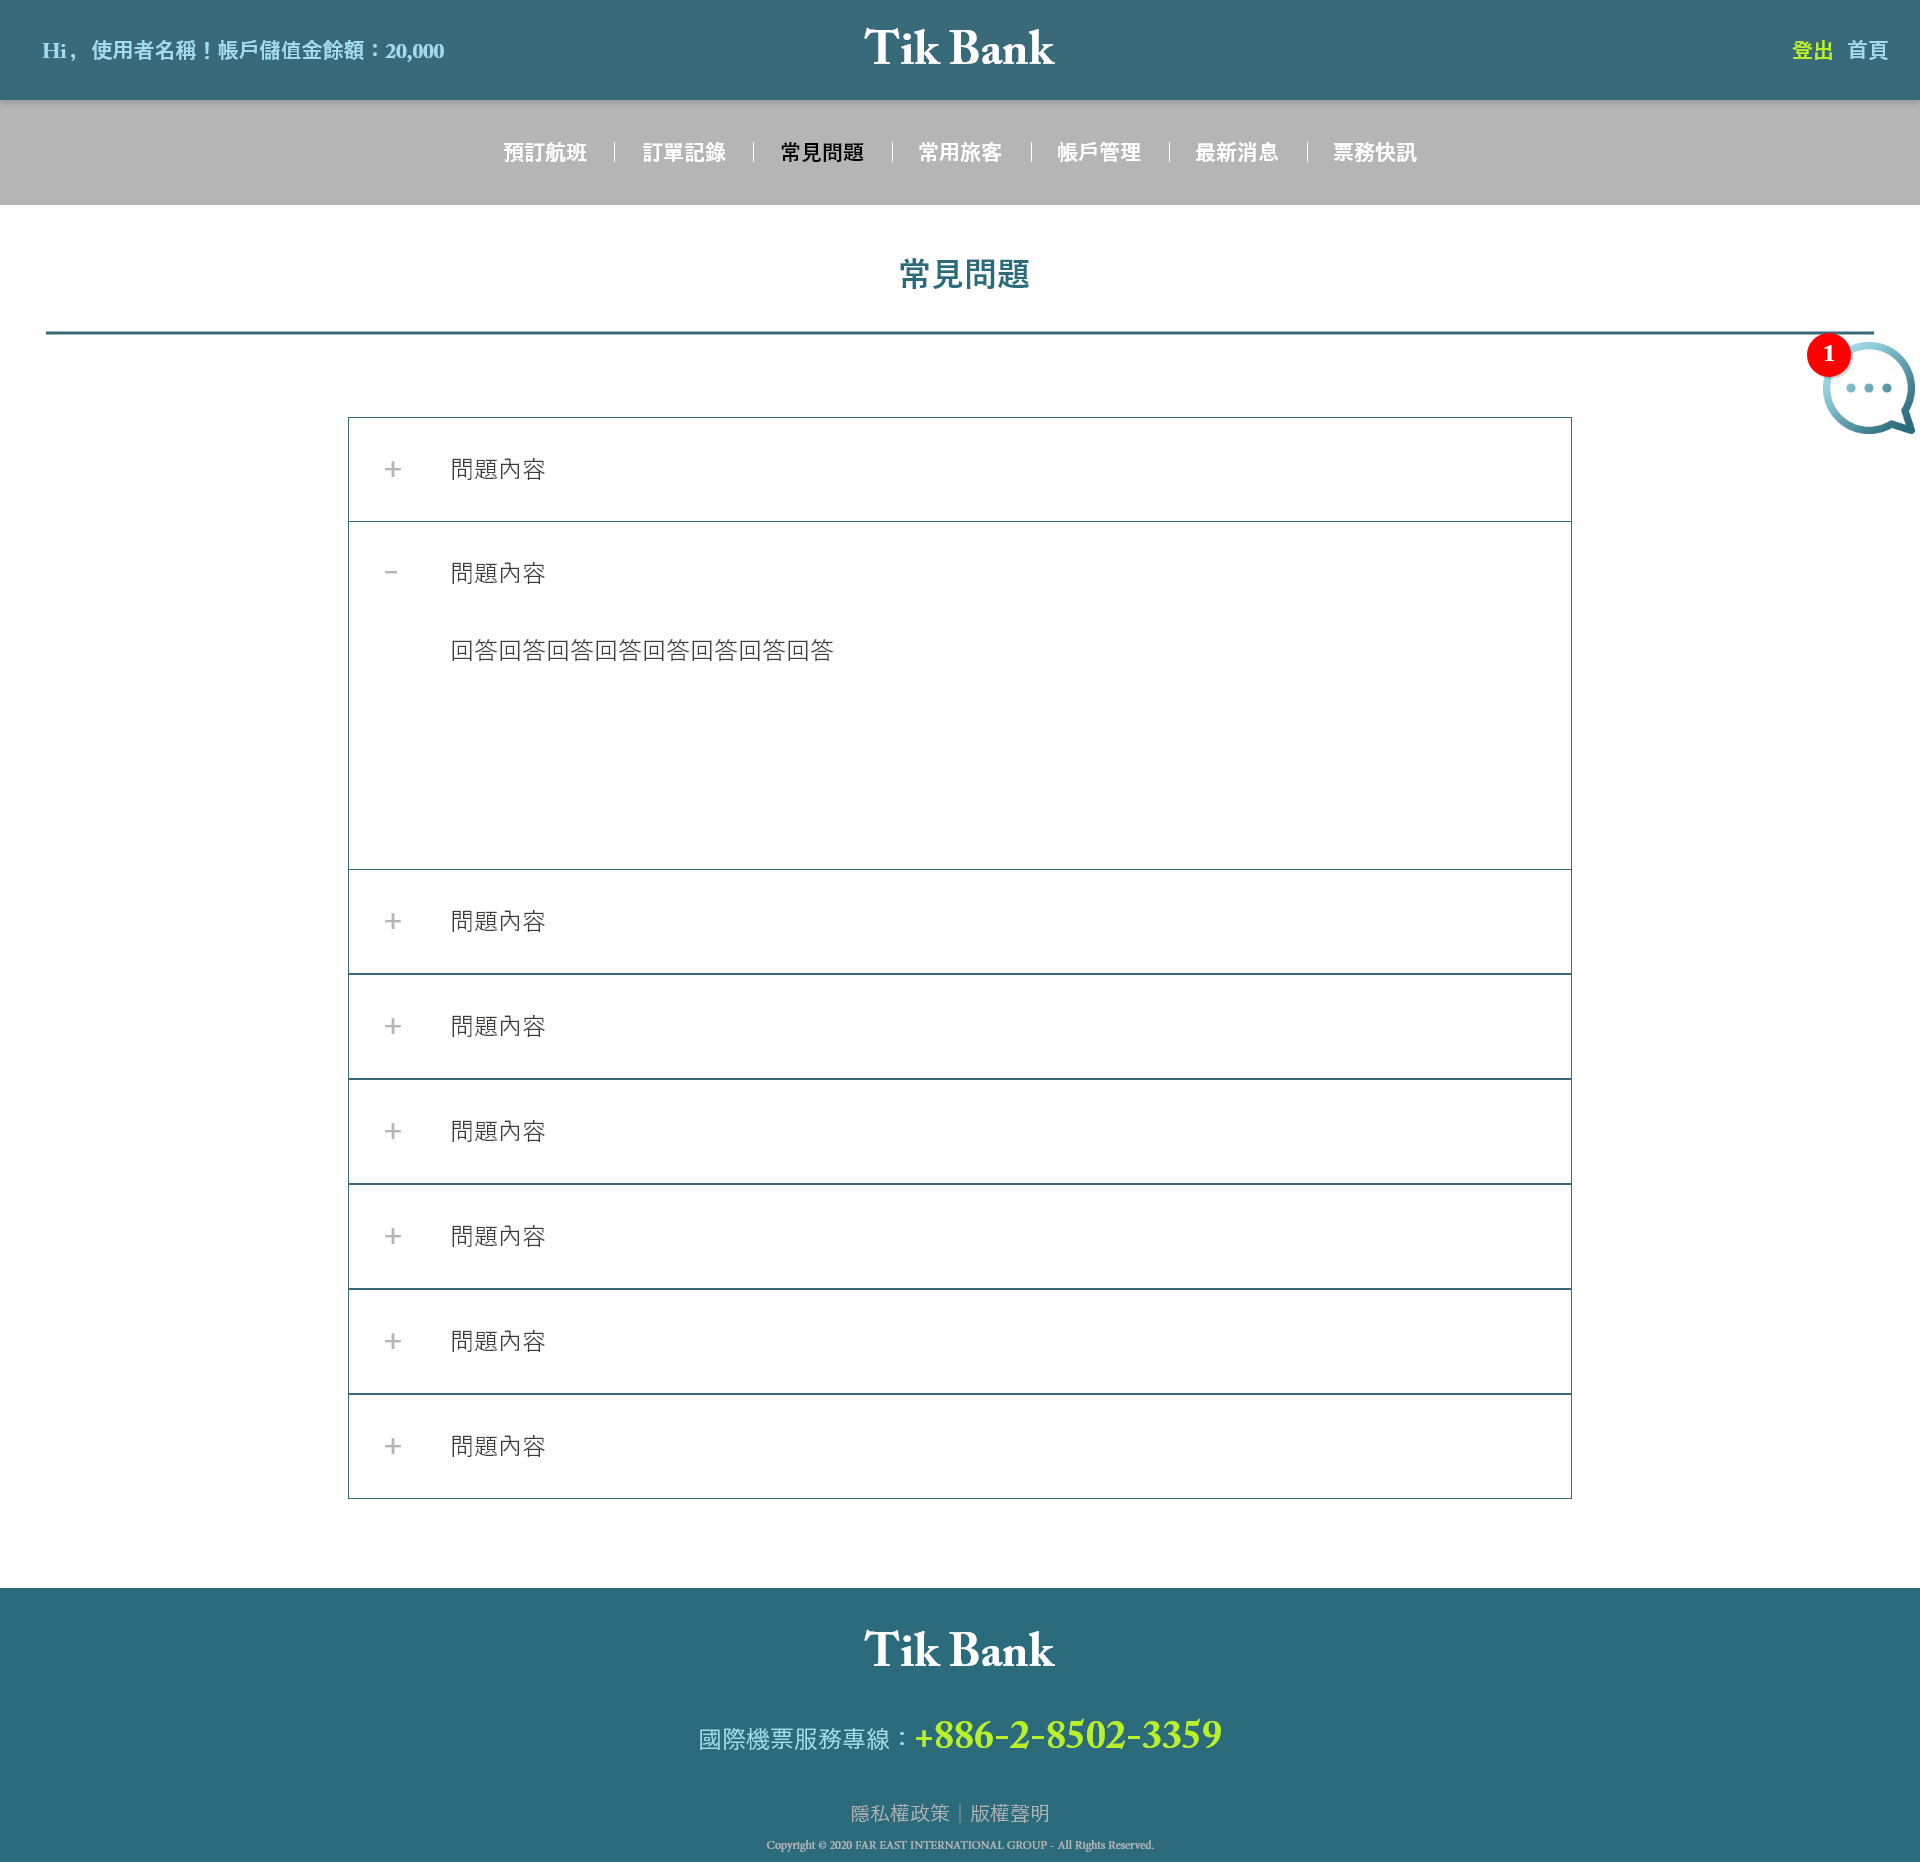 Hi，使用者名稱！帳戶儲值金餘額：20,000
Tik Bank
登出 首頁
預訂航班｜訂單記錄｜常見問題｜常用旅客｜帳戶管理｜最新消息｜票務快訊
常見問題
1
+ 問題內容
− 問題內容
回答回答回答回答回答回答回答回答
+ 問題內容
+ 問題內容
+ 問題內容
+ 問題內容
+ 問題內容
+ 問題內容
Tik Bank
國際機票服務專線：+886-2-8502-3359
隱私權政策｜版權聲明
Copyright © 2020 FAR EAST INTERNATIONAL GROUP - All Rights Reserved.